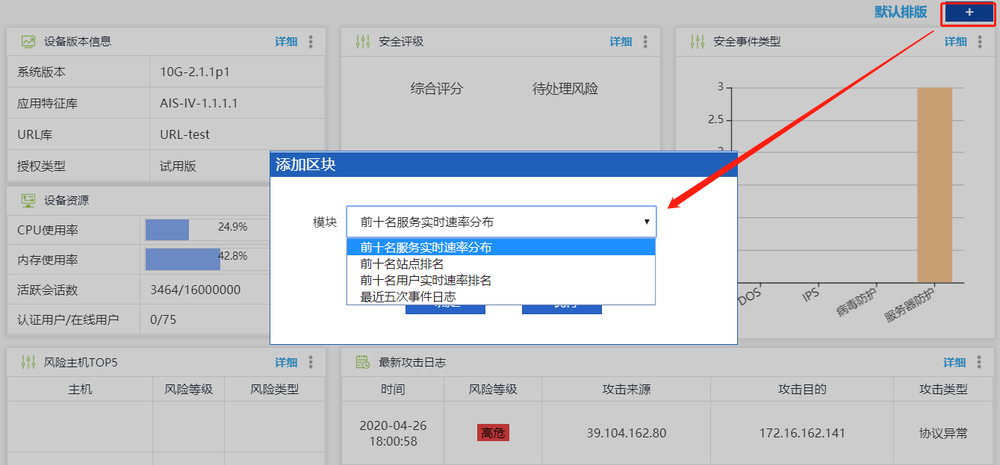 默认排版 +
设备版本信息 详细
系统版本 10G-2.1.1p1
应用特征库 AIS-IV-1.1.1.1
URL库 URL-test
授权类型 试用版
设备资源
CPU使用率 24.9%
内存使用率 42.8%
活跃会话数 3464/16000000
认证用户/在线用户 0/75
安全评级 详细
综合评分 待处理风险
安全事件类型 详细
3
2.5
DOS IPS 病毒防护 服务器防护
添加区块
模块 前十名服务实时速率分布
前十名服务实时速率分布
前十名站点排名
前十名用户实时速率排名
最近五次事件日志
风险主机TOP5 详细
主机 风险等级 风险类型
最新攻击日志 详细
时间 风险等级 攻击来源 攻击目的 攻击类型
2020-04-26
18:00:58 高危 39.104.162.80 172.16.162.141 协议异常